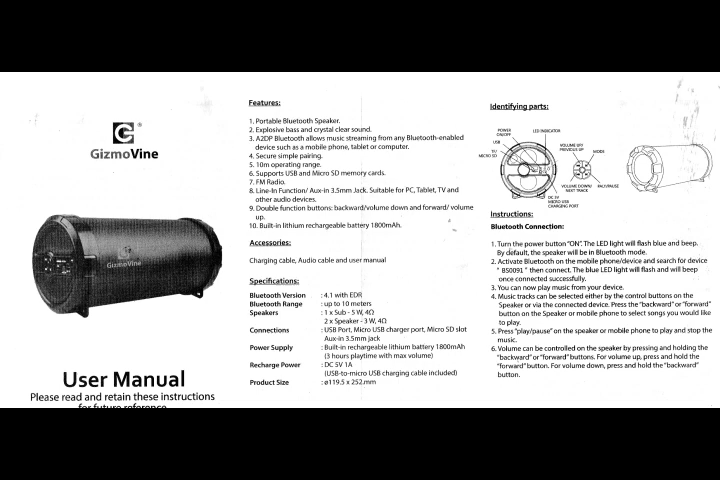 G®
GizmoVine
GizmoVine
User Manual
Please read and retain these instructions
for future reference
Features:
1. Portable Bluetooth Speaker.
2. Explosive bass and crystal clear sound.
3. A2DP Bluetooth allows music streaming from any Bluetooth-enabled
device such as a mobile phone, tablet or computer.
4. Secure simple pairing.
5. 10m operating range.
6. Supports USB and Micro SD memory cards.
7. FM Radio.
8. Line-In Function/ Aux-in 3.5mm Jack. Suitable for PC, Tablet, TV and
other audio devices.
9. Double function buttons: backward/volume down and forward/ volume
up.
10. Built-in lithium rechargeable battery 1800mAh.
Accessories:
Charging cable, Audio cable and user manual
Specifications:
Bluetooth Version : 4.1 with EDR
Bluetooth Range : up to 10 meters
Speakers : 1 x Sub - 5 W, 4Ω
2 x Speaker - 3 W, 4Ω
Connections : USB Port, Micro USB charger port, Micro SD slot
Aux-in 3.5mm jack
Power Supply : Built-in rechargeable lithium battery 1800mAh
(3 hours playtime with max volume)
Recharge Power : DC 5V 1A
(USB-to-micro USB charging cable included)
Product Size : ø119.5 x 252.mm
Identifying parts:
POWER
ON/OFF
LED INDICATOR
USB
TF/
MICRO SD
VOLUME UP/
PREVIOUS UP
MODE
VOLUME DOWN/
NEXT TRACK
PLAY/PAUSE
DC 5V
MICRO USB
CHARGING PORT
Instructions:
Bluetooth Connection:
1. Turn the power button "ON". The LED light will flash blue and beep.
By default, the speaker will be in Bluetooth mode.
2. Activate Bluetooth on the mobile phone/device and search for device
" BS0091 " then connect. The blue LED light will flash and will beep
once connected successfully.
3. You can now play music from your device.
4. Music tracks can be selected either by the control buttons on the
Speaker or via the connected device. Press the "backward" or "forward"
button on the Speaker or mobile phone to select songs you would like
to play.
5. Press "play/pause" on the speaker or mobile phone to play and stop the
music.
6. Volume can be controlled on the speaker by pressing and holding the
"backward" or "forward" buttons. For volume up, press and hold the
"forward" button. For volume down, press and hold the "backward"
button.